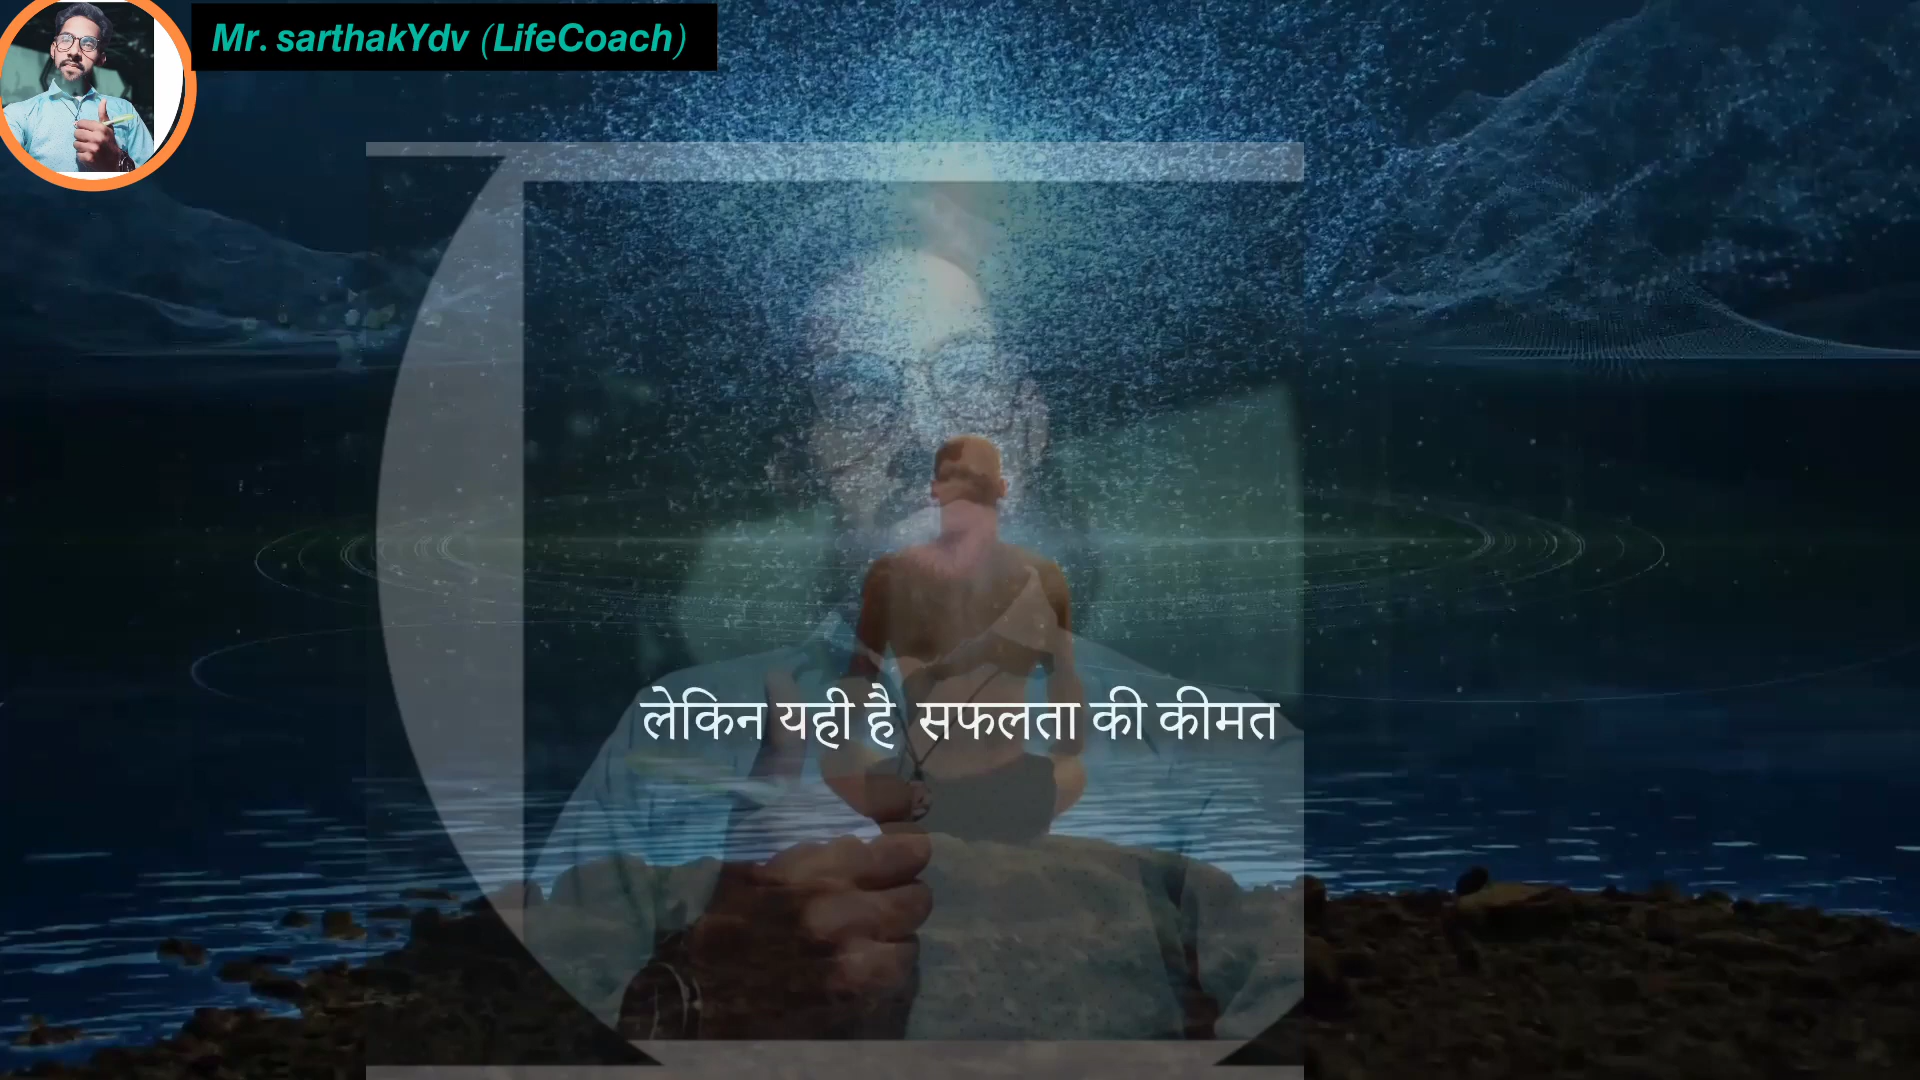 Mr. sarthakYdv (LifeCoach)
लेकिन यही है सफलता की कीमत